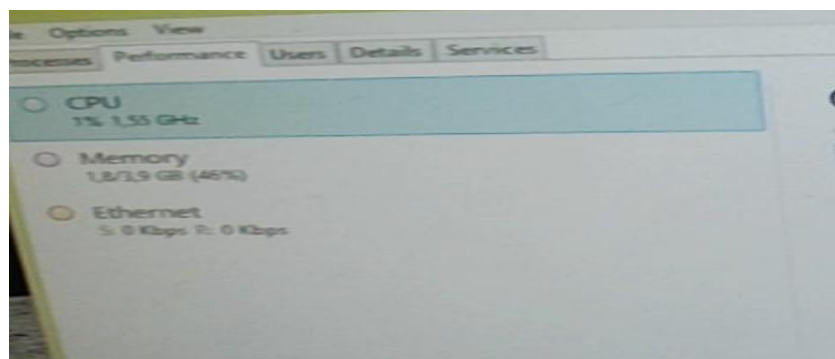 Options View
Performance Users Details Services
CPU
1% 1,55 GHz
Memory
1,8/3,9 GB (46%)
Ethernet
S: 0 Kbps R: 0 Kbps